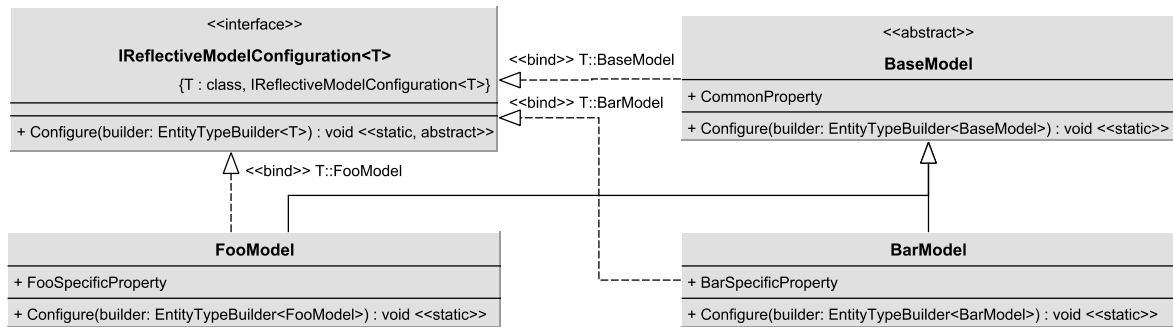 <<interface>>
IReflectiveModelConfiguration<T>
{T : class, IReflectiveModelConfiguration<T>}
+ Configure(builder: EntityTypeBuilder<T>) : void <<static, abstract>>
<<bind>> T::BaseModel
<<bind>> T::BarModel
<<abstract>>
BaseModel
+ CommonProperty
+ Configure(builder: EntityTypeBuilder<BaseModel>) : void <<static>>
<<bind>> T::FooModel
FooModel
+ FooSpecificProperty
+ Configure(builder: EntityTypeBuilder<FooModel>) : void <<static>>
BarModel
+ BarSpecificProperty
+ Configure(builder: EntityTypeBuilder<BarModel>) : void <<static>>